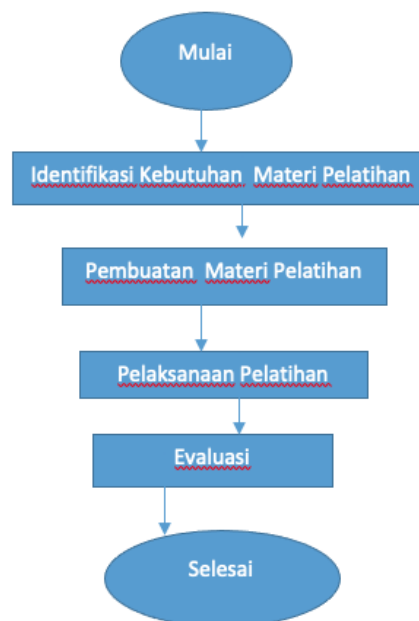 Mulai
Identifikasi Kebutuhan Materi Pelatihan
Pembuatan Materi Pelatihan
Pelaksanaan Pelatihan
Evaluasi
Selesai